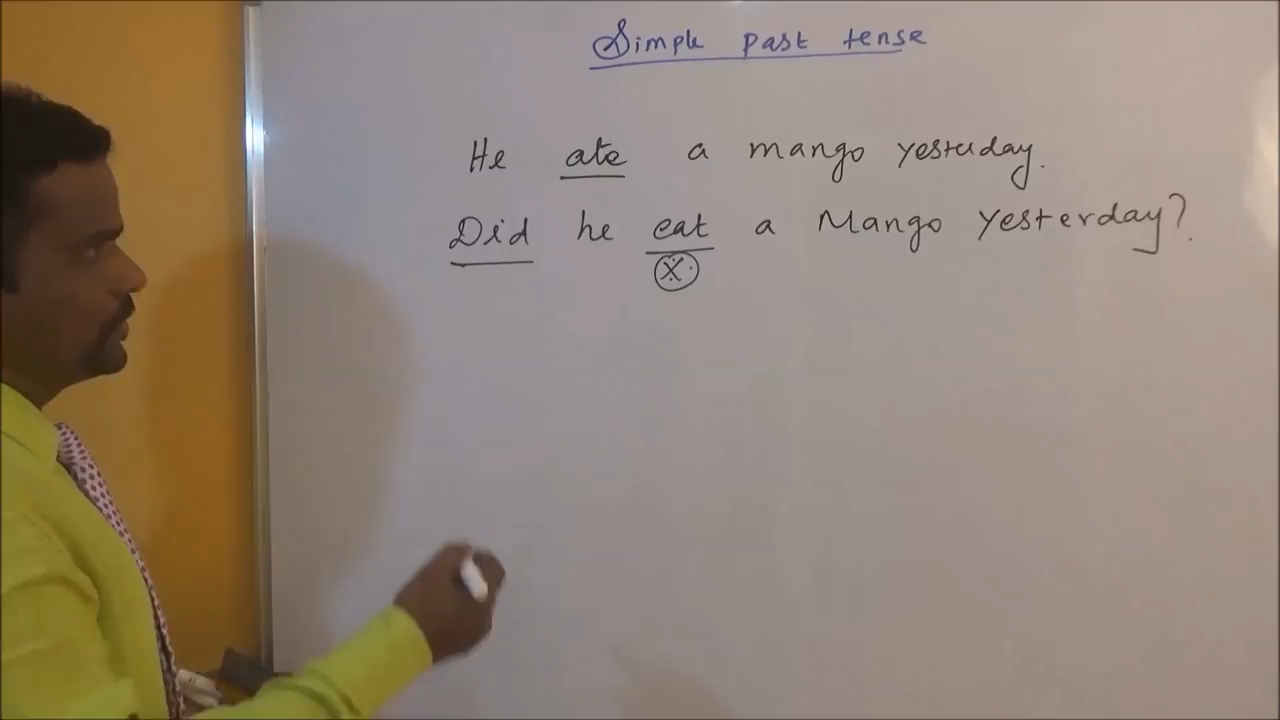 Simple past tense
He ate a mango yesterday.
Did he eat a Mango yesterday?
X